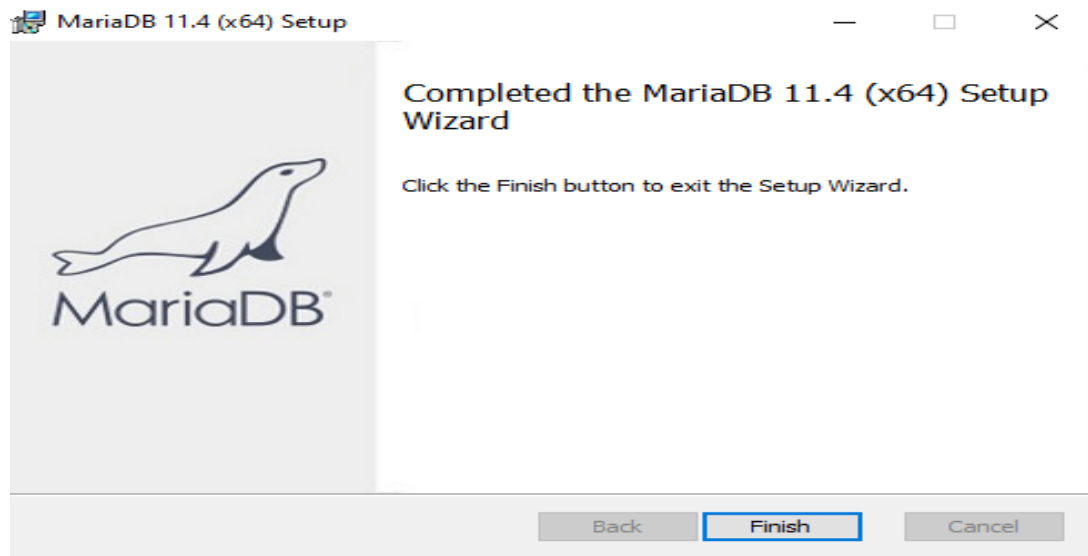 MariaDB 11.4 (x64) Setup
Completed the MariaDB 11.4 (x64) Setup
Wizard
Click the Finish button to exit the Setup Wizard.
MariaDB®
Back
Finish
Cancel